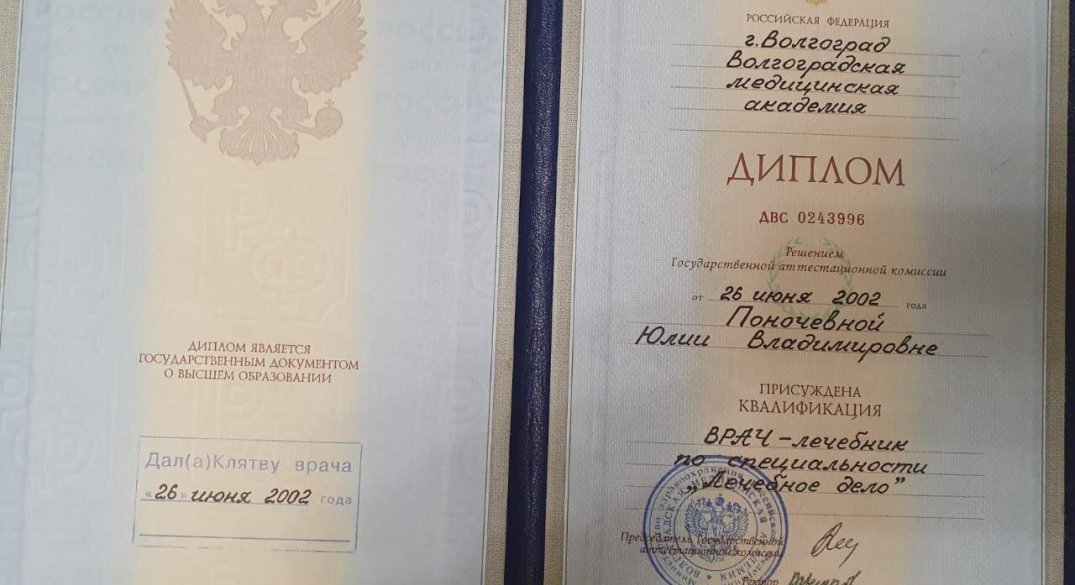 ДИПЛОМ ЯВЛЯЕТСЯ
ГОСУДАРСТВЕННЫМ ДОКУМЕНТОМ
О ВЫСШЕМ ОБРАЗОВАНИИ
Дал(а)Клятву врача
«26» июня 2002 года
РОССИЙСКАЯ ФЕДЕРАЦИЯ
г.Волгоград
Волгоградская
медицинская
академия
ДИПЛОМ
ДВС 0243996
Решением
Государственной аттестационной комиссии
от 26 июня 2002 года
Поночевной
Юлии Владимировне
ПРИСУЖДЕНА
КВАЛИФИКАЦИЯ
ВРАЧ-лечебник
по специальности
„Лечебное дело"
Председатель Государственной
аттестационной комиссии
Ректор